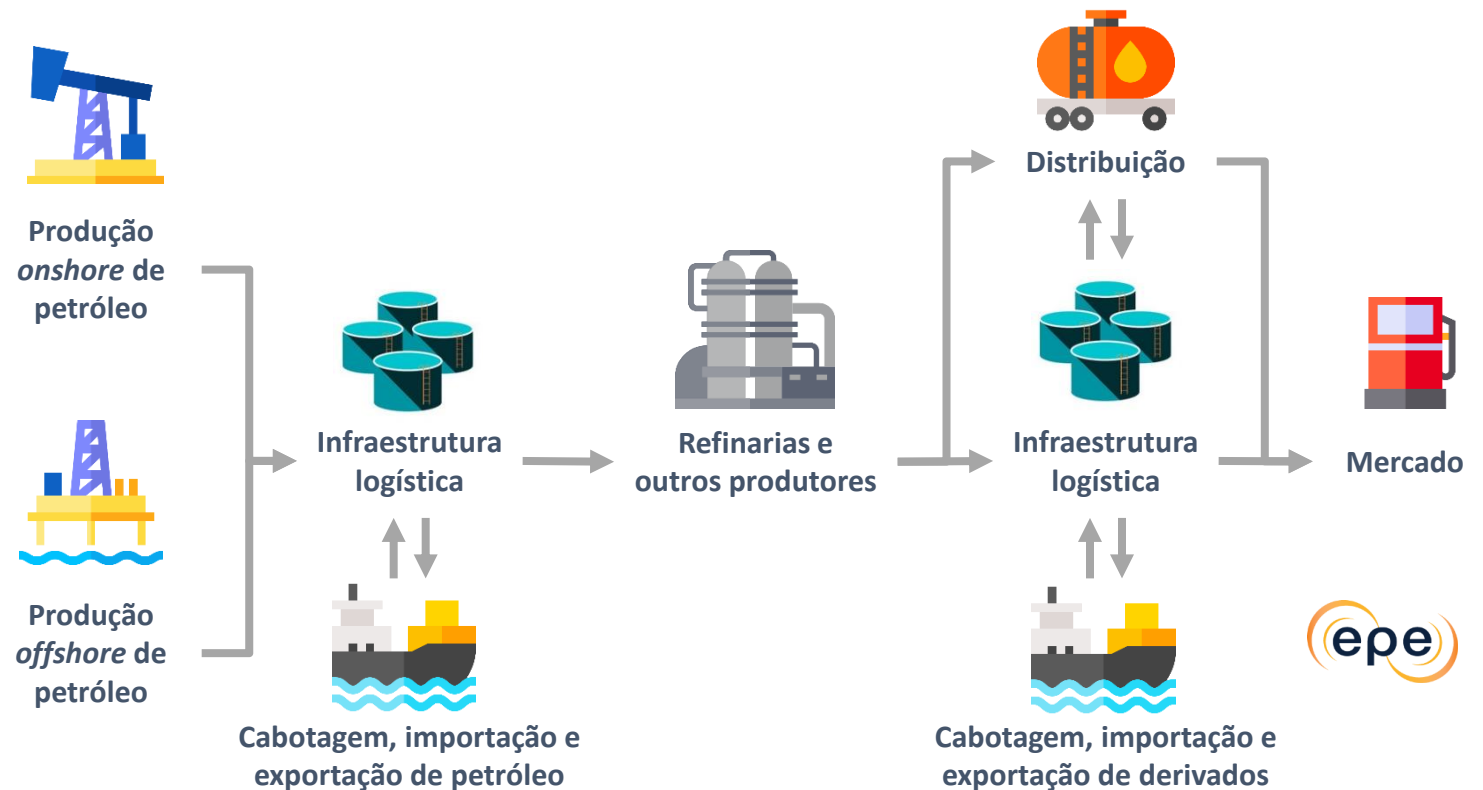 Produção
onshore de
petróleo
Produção
offshore de
petróleo
Infraestrutura
logística
Cabotagem, importação e
exportação de petróleo
Refinarias e
outros produtores
Distribuição
Infraestrutura
logística
Cabotagem, importação e
exportação de derivados
Mercado
epe